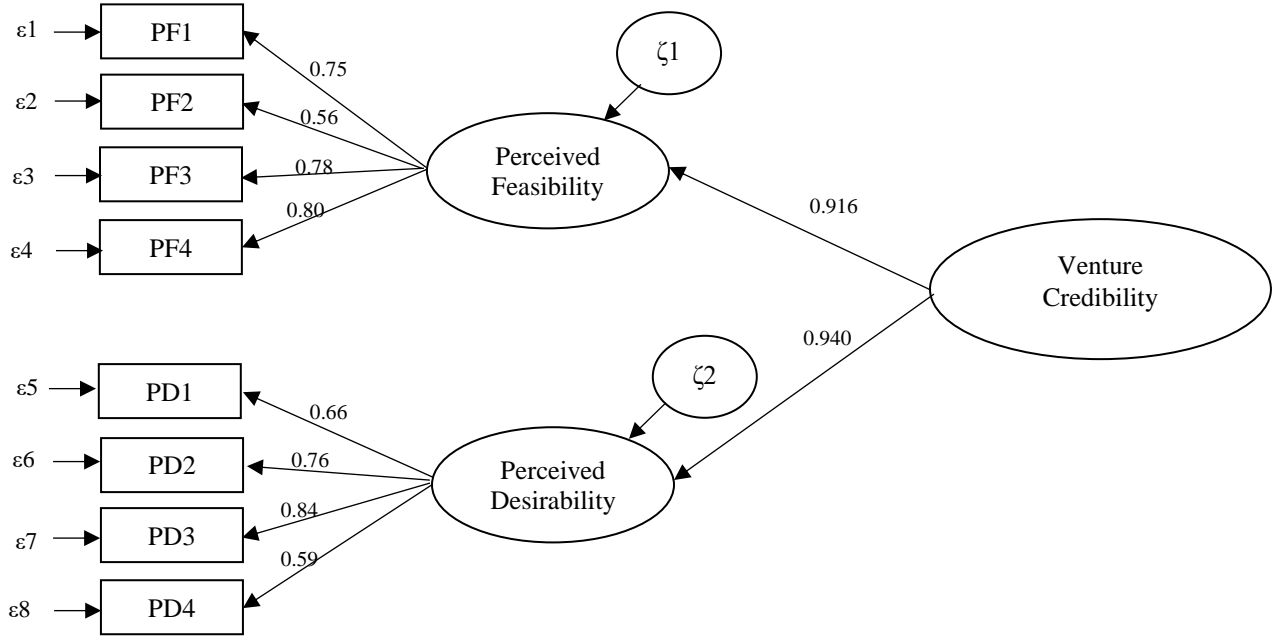 ε1
PF1
ζ1
0.75
ε2
PF2
0.56
Perceived
Feasibility
ε3
PF3
0.78
ε4
PF4
0.80
0.916
Venture
Credibility
0.940
ε5
PD1
0.66
ζ2
ε6
PD2
0.76
Perceived
Desirability
ε7
PD3
0.84
0.59
ε8
PD4